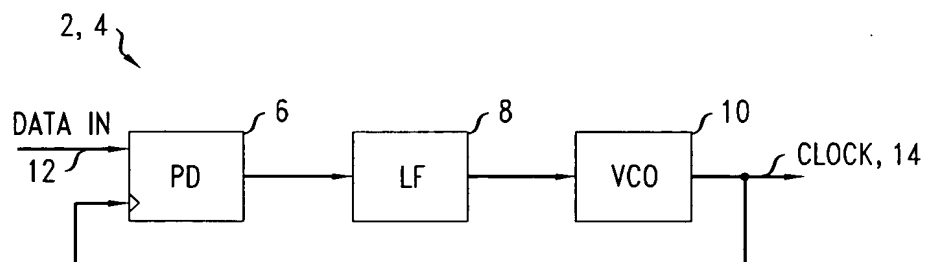 2, 4
6
8
10
DATA IN
12
PD
LF
VCO
CLOCK, 14